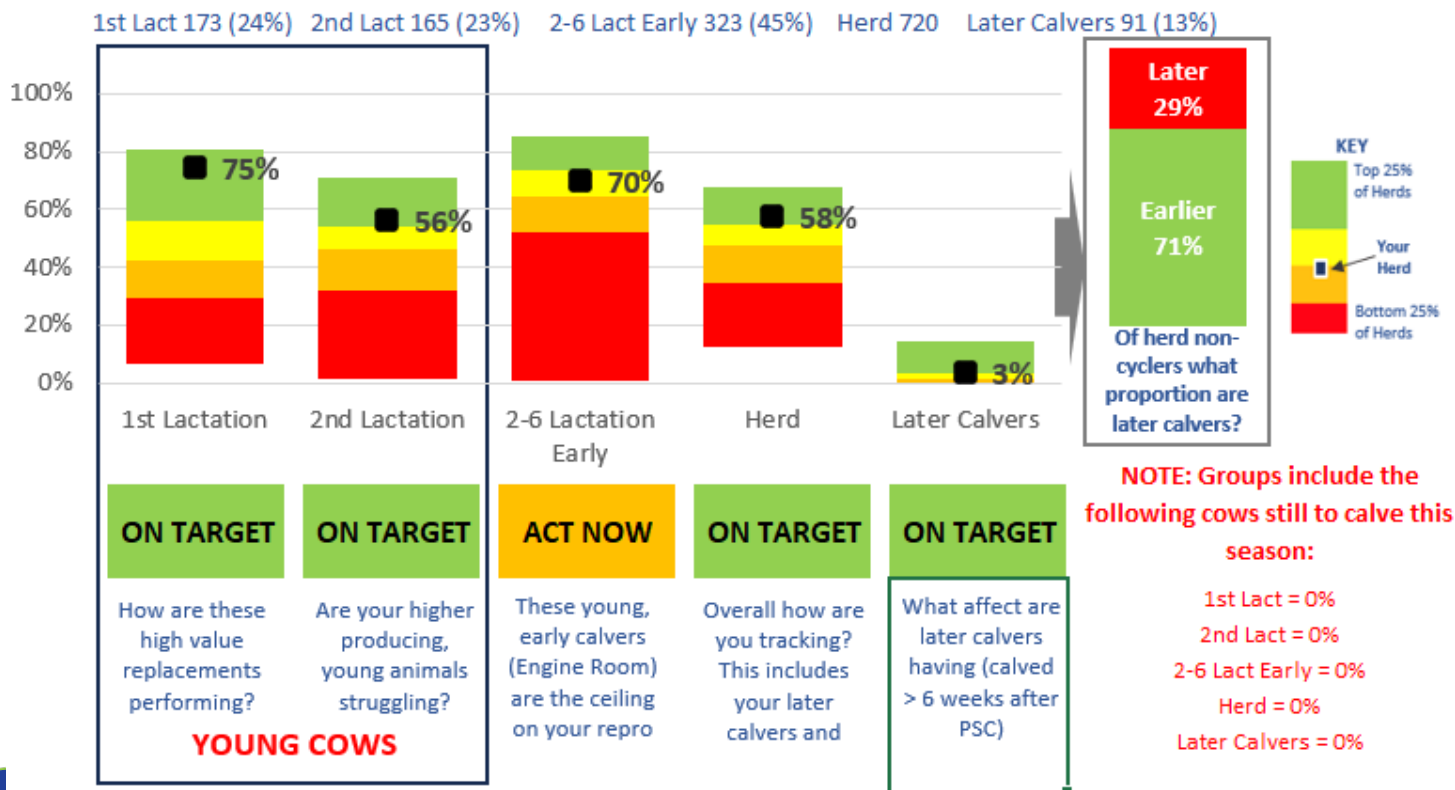 1st Lact 173 (24%) 2nd Lact 165 (23%) 2-6 Lact Early 323 (45%) Herd 720 Later Calvers 91 (13%)
100%
80%
60%
40%
20%
0%
75%
56%
70%
58%
3%
1st Lactation
2nd Lactation
2-6 Lactation
Early
Herd
Later Calvers
Later
29%
Earlier
71%
Of herd non-
cyclers what
proportion are
later calvers?
KEY
Top 25%
of Herds
Your
Herd
Bottom 25%
of Herds
ON TARGET
ON TARGET
ACT NOW
ON TARGET
ON TARGET
How are these
high value
replacements
performing?
Are your higher
producing,
young animals
struggling?
YOUNG COWS
These young,
early calvers
(Engine Room)
are the ceiling
on your repro
Overall how are
you tracking?
This includes
your later
calvers and
What affect are
later calvers
having (calved
> 6 weeks after
PSC)
NOTE: Groups include the
following cows still to calve this
season:
1st Lact = 0%
2nd Lact = 0%
2-6 Lact Early = 0%
Herd = 0%
Later Calvers = 0%